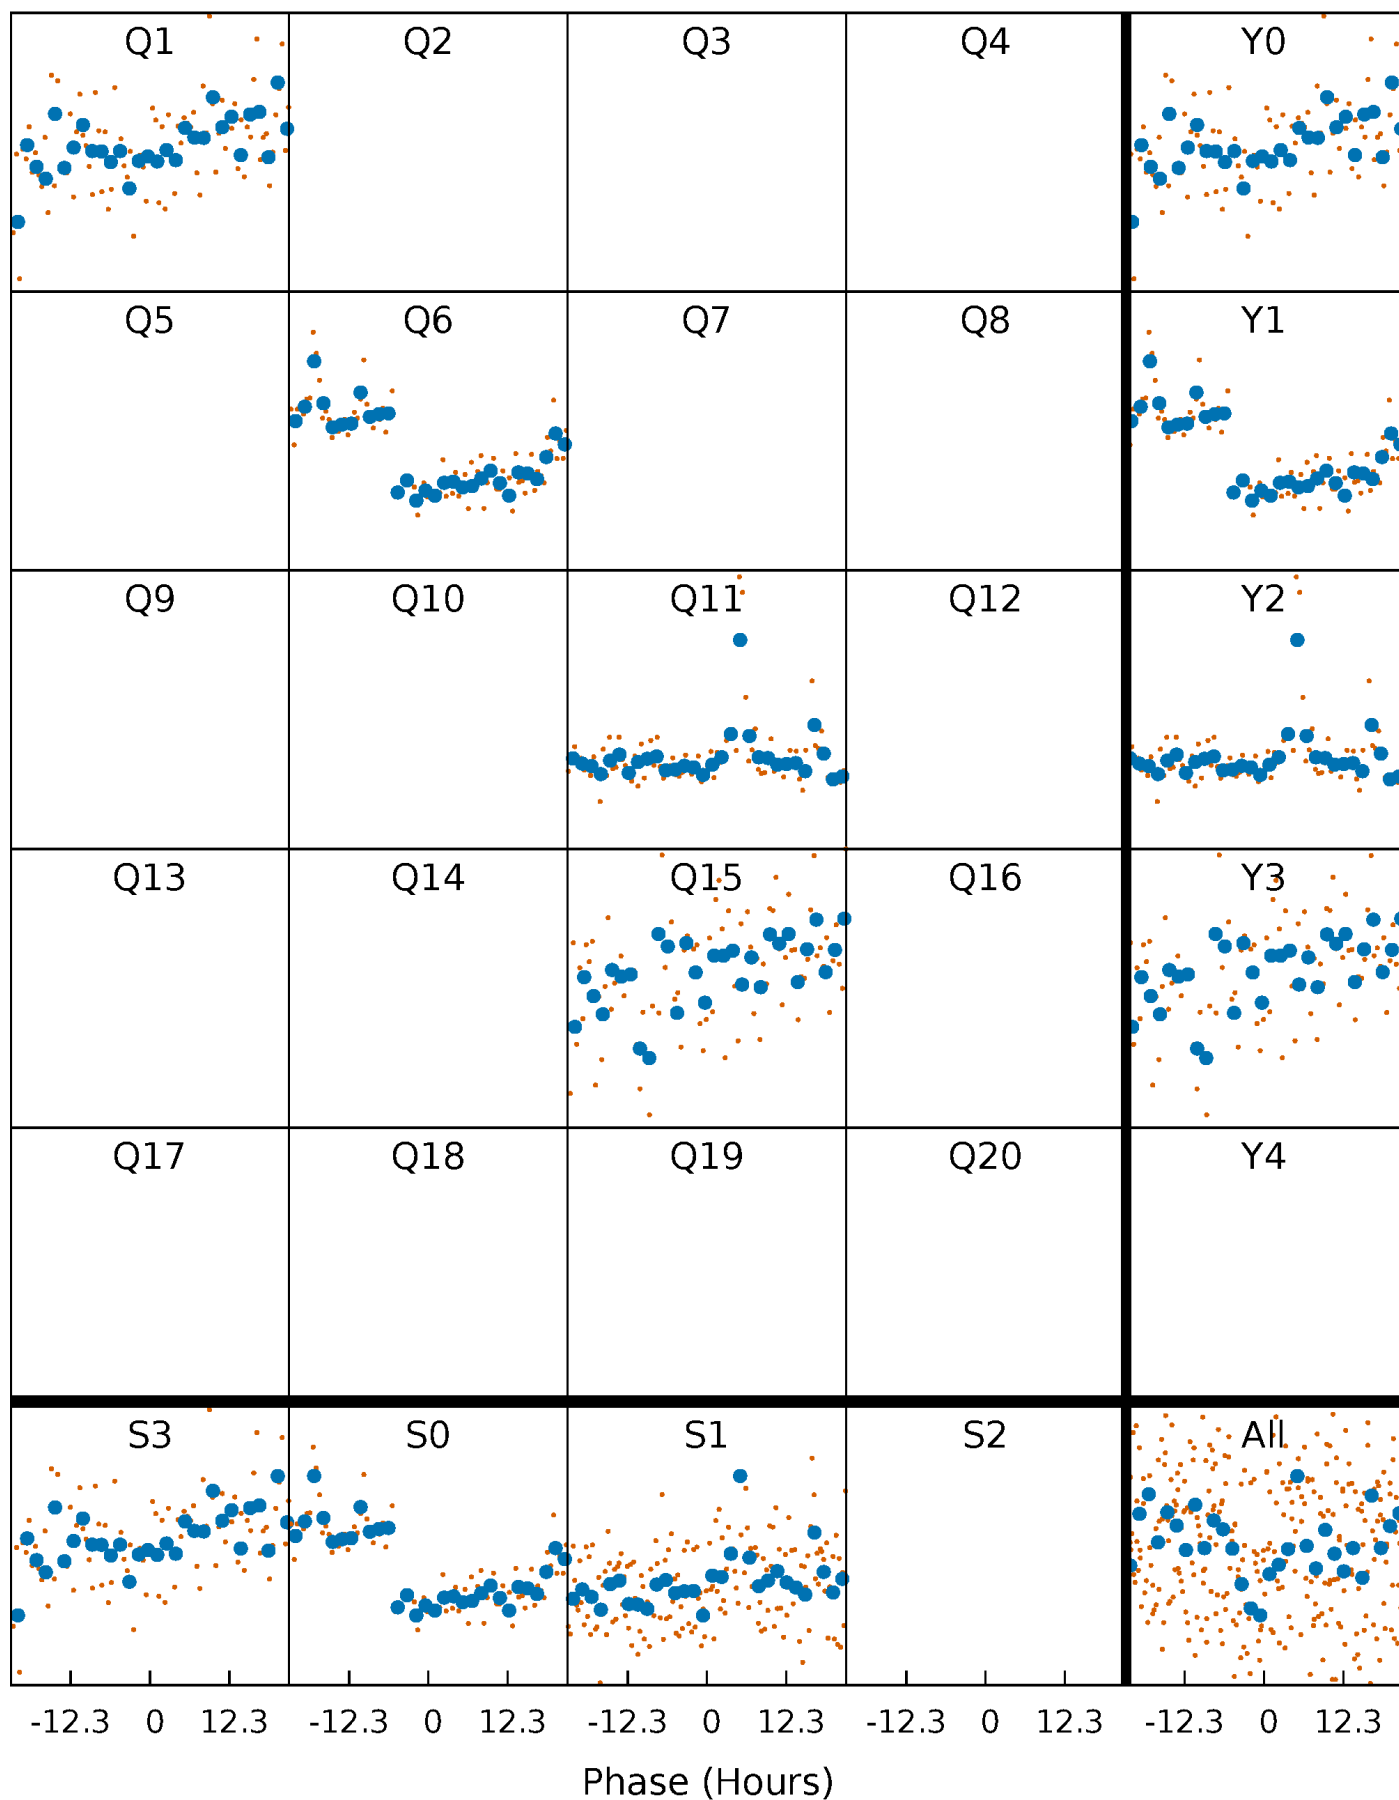 Q1 Q2 Q3 Q4 Y0
Q5 Q6 Q7 Q8 Y1
Q9 Q10 Q11 Q12 Y2
Q13 Q14 Q15 Q16 Y3
Q17 Q18 Q19 Q20 Y4
S3 S0 S1 S2 All
-12.3 0 12.3 -12.3 0 12.3 -12.3 0 12.3 -12.3 0 12.3 -12.3 0 12.3
Phase (Hours)